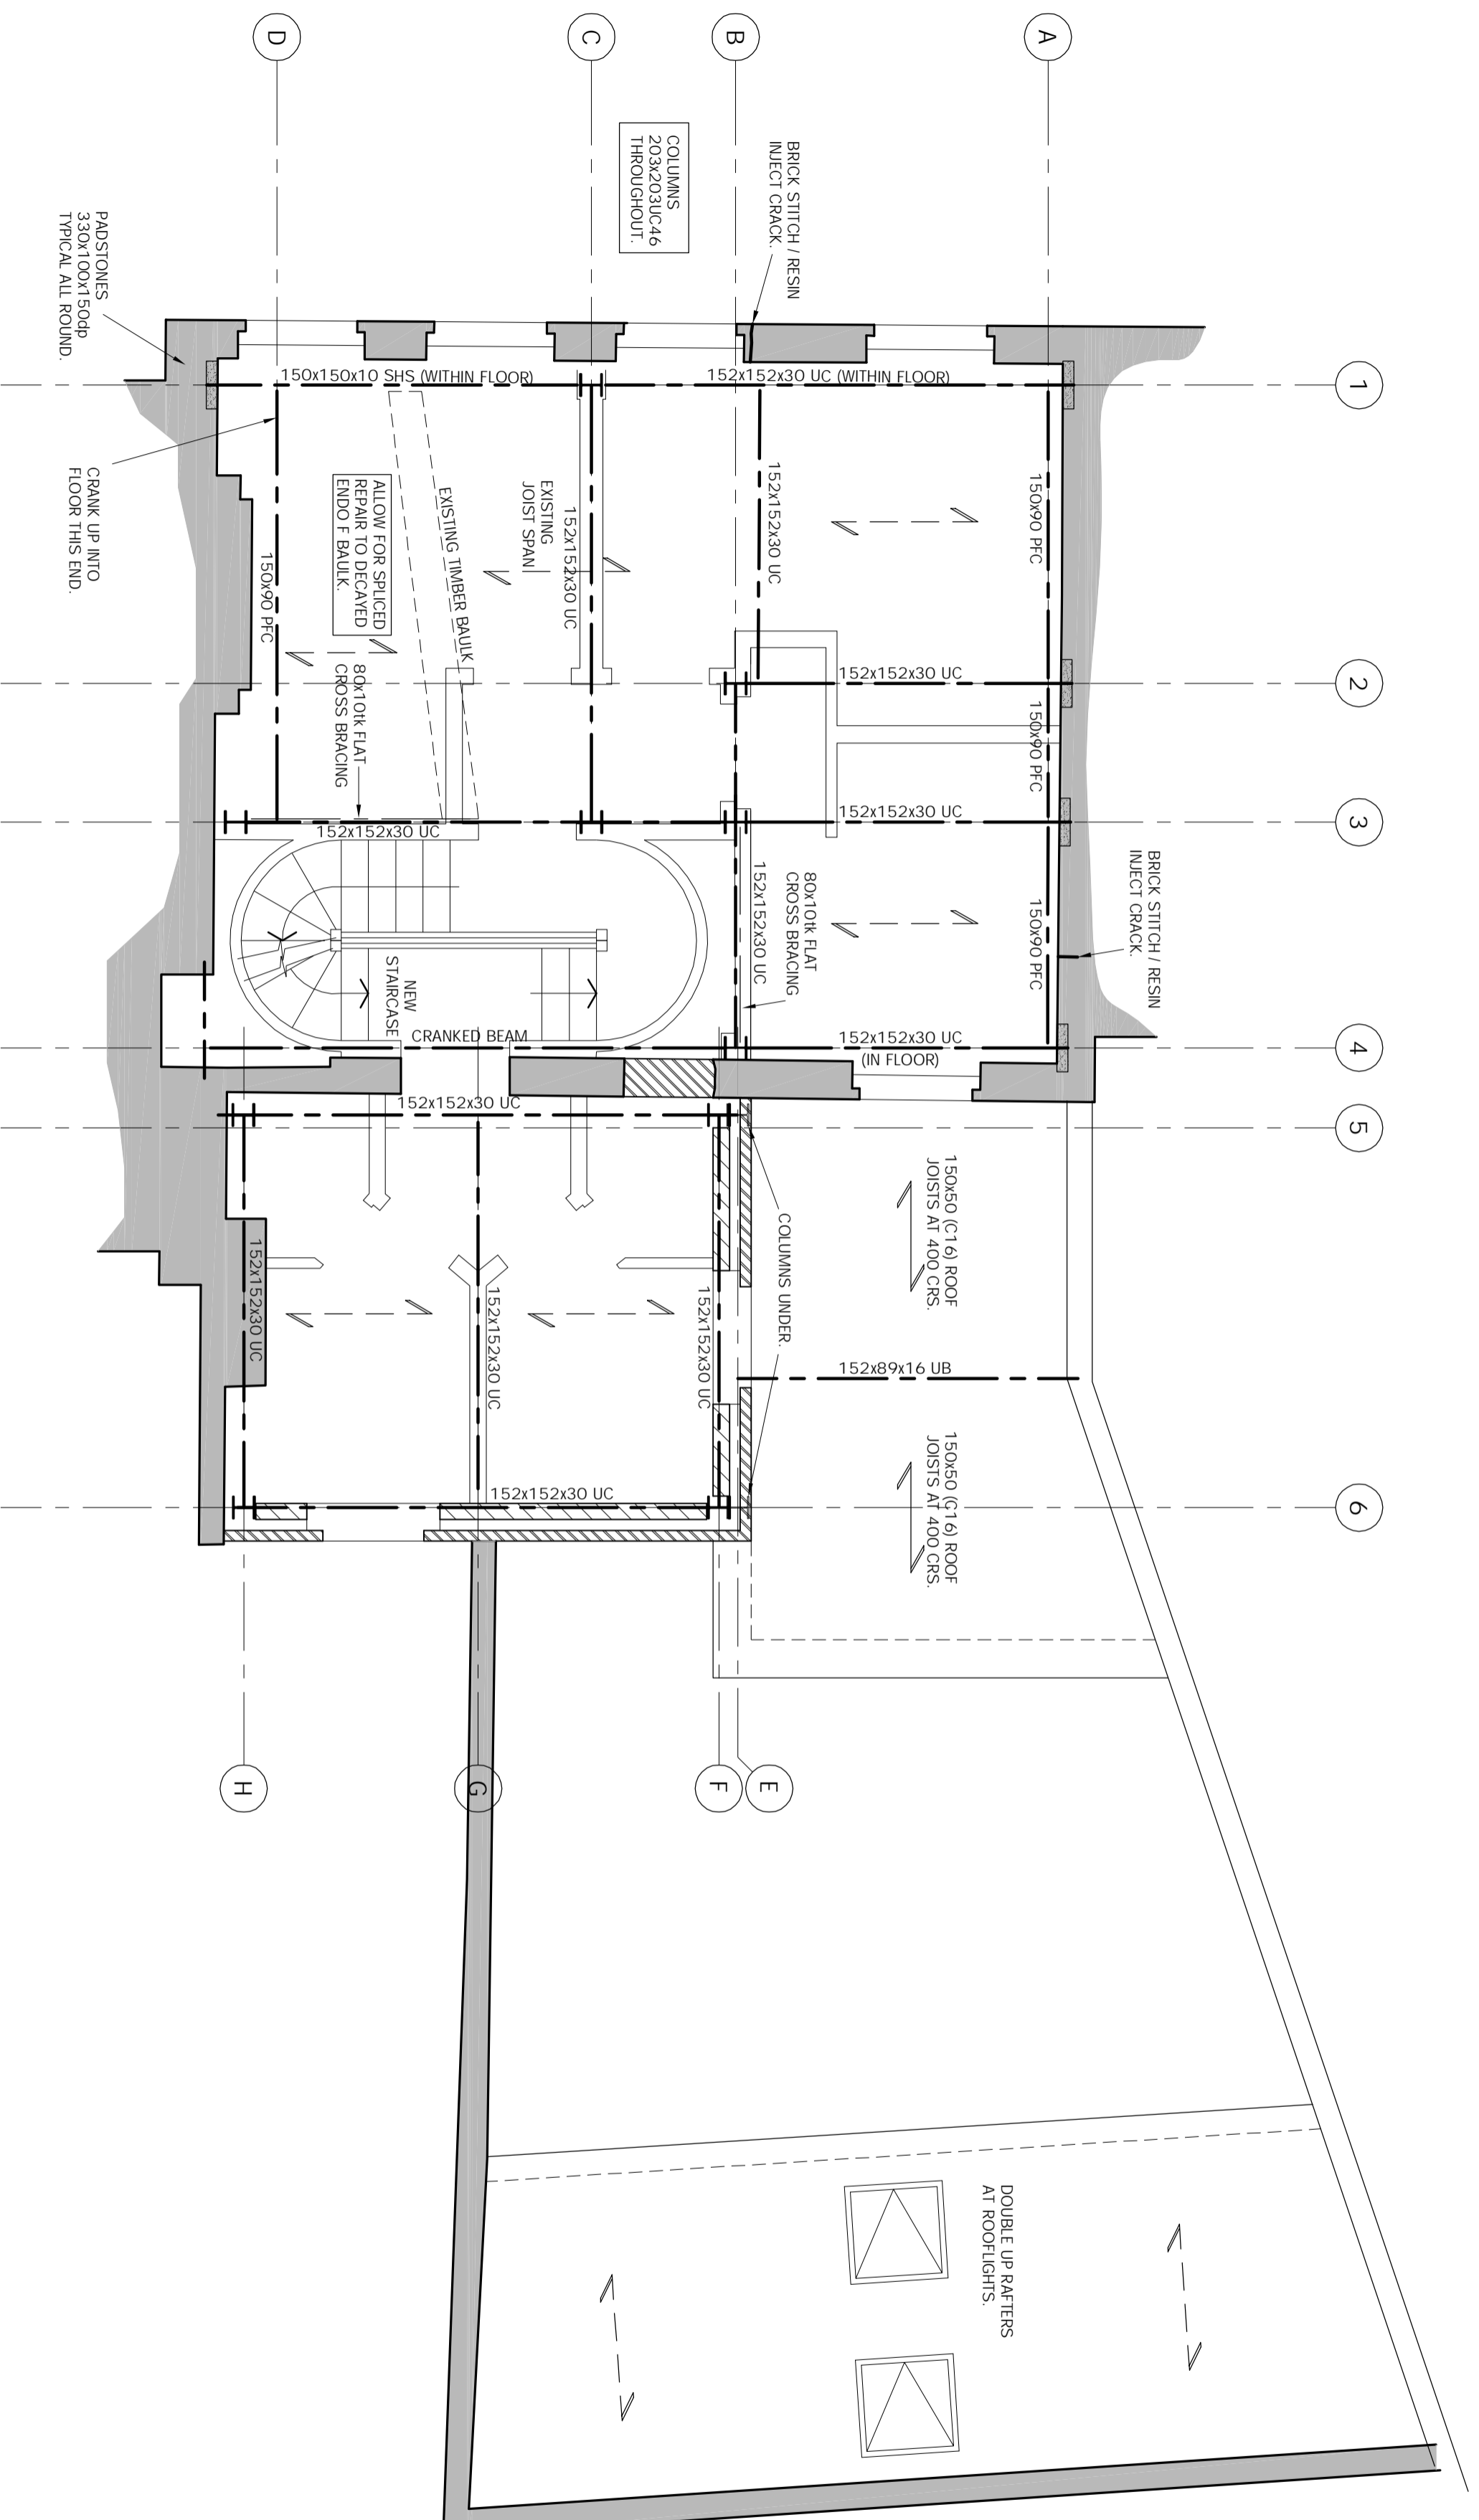 D
C
B
A
COLUMNS
203x203UC46
THROUGHOUT.
BRICK STITCH / RESIN
INJECT CRACK.
PADSTONES
330x100x150dp
TYPICAL ALL ROUND.
1
150x150x10 SHS (WITHIN FLOOR)
152x152x30 UC (WITHIN FLOOR)
CRANK UP INTO
FLOOR THIS END.
150x90 PFC
ALLOW FOR SPLICED
REPAIR TO DECAYED
ENDO F BAULK.
EXISTING TIMBER BAULK
EXISTING
JOIST SPAN
152x152x30 UC
152x152x30 UC
150x90 PFC
80x10tk FLAT
CROSS BRACING
152x152x30 UC
2
150x90 PFC
152x152x30 UC
152x152x30 UC
3
NEW
STAIRCASE
152x152x30 UC
80x10tk FLAT
CROSS BRACING
150x90 PFC
BRICK STITCH / RESIN
INJECT CRACK.
CRANKED BEAM
152x152x30 UC
(IN FLOOR)
4
152x152x30 UC
5
152x152x30 UC
152x152x30 UC
152x152x30 UC
COLUMNS UNDER.
150x50 (C16) ROOF
JOISTS AT 400 CRS.
152x89x16 UB
150x50 (C16) ROOF
JOISTS AT 400 CRS.
152x152x30 UC
6
H
G
F
E
DOUBLE UP RAFTERS
AT ROOFLIGHTS.